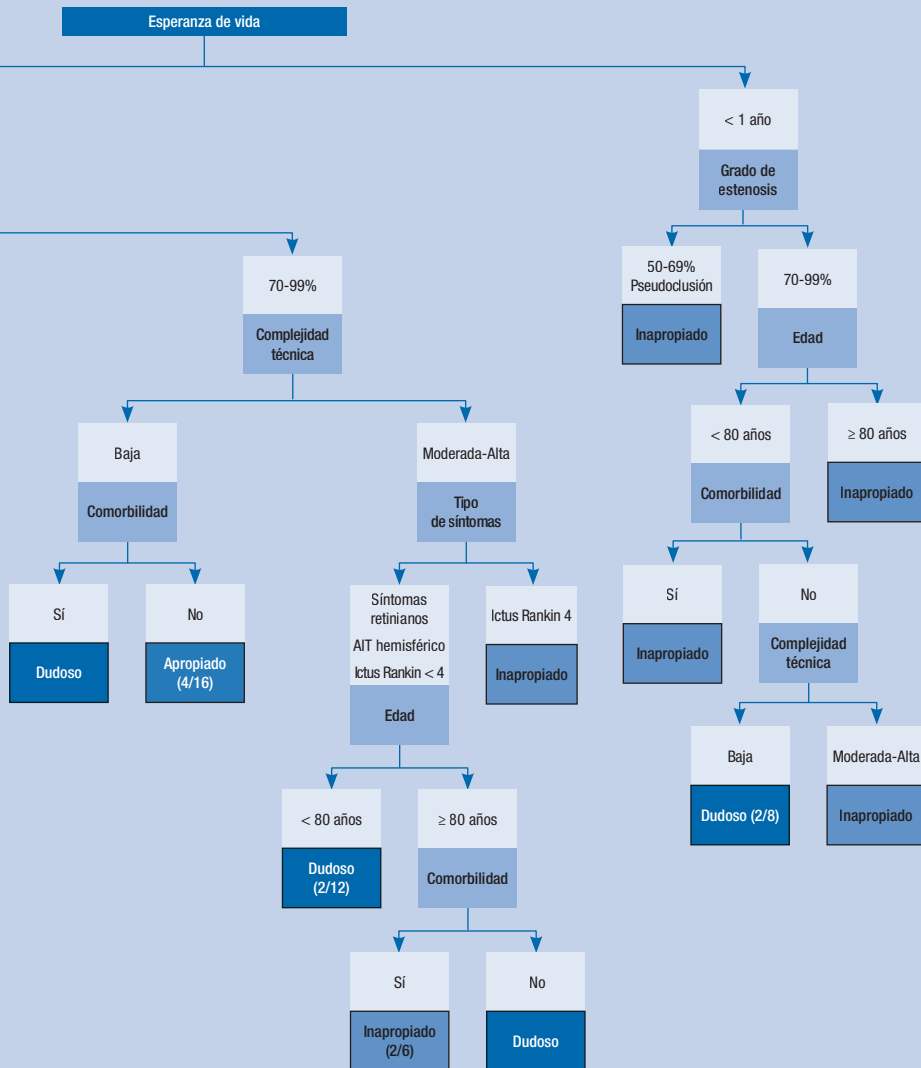 Esperanza de vida
< 1 año
Grado de
estenosis
50-69%
Pseudoclusión
Inapropiado
70-99%
Edad
70-99%
Complejidad
técnica
< 80 años
Comorbilidad
≥ 80 años
Inapropiado
Baja
Comorbilidad
Moderada-Alta
Tipo
de síntomas
Sí
Dudoso
No
Apropiado
(4/16)
Síntomas
retinianos
AIT hemisférico
Ictus Rankin < 4
Edad
Ictus Rankin 4
Inapropiado
Sí
Inapropiado
No
Complejidad
técnica
Baja
Dudoso (2/8)
Moderada-Alta
Inapropiado
< 80 años
Dudoso
(2/12)
≥ 80 años
Comorbilidad
Sí
Inapropiado
(2/6)
No
Dudoso